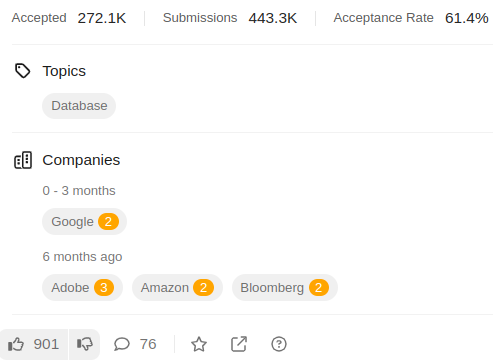 Accepted 272.1K Submissions 443.3K Acceptance Rate 61.4%
Topics
Database
Companies
0 - 3 months
Google 2
6 months ago
Adobe 3 Amazon 2 Bloomberg 2
901 76